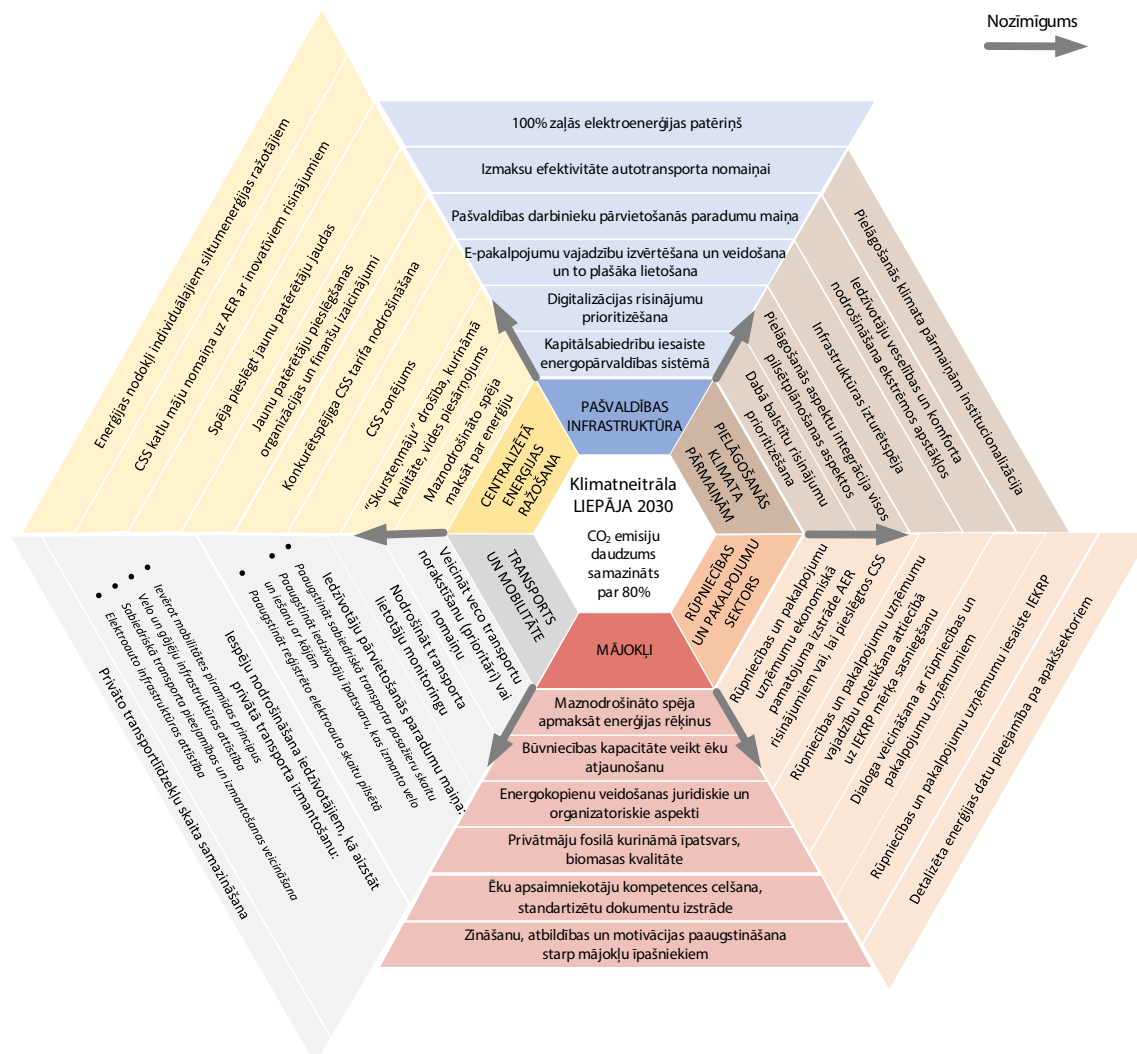 Nozīmīgums
100% zaļās elektroenerģijas patēriņš
Izmaksu efektivitāte autotransporta nomaiņai
Pašvaldības darbinieku pārvietošanās paradumu maiņa
E-pakalpojumu vajadzību izvērtēšana un veidošana
un to plašāka lietošana
Digitalizācijas risinājumu
prioritizēšana
Kapitālsabiedrību iesaiste
energopārvaldības sistēmā
PAŠVALDĪBAS
INFRASTRUKTŪRA
Enerģijas nodokļi individuālajiem siltumenerģijas ražotājiem
CSS katlu māju nomaiņa uz AER ar inovatīviem risinājumiem
Spēja pieslēgt jaunu patērētāju jaudas
Jaunu patērētāju pieslēgšanas
organizācijas un finanšu izaicinājumi
Konkurētspējīga CSS tarifa nodrošināšana
CSS zonējums
“Skursteņmāju” drošība, kurināmā
kvalitāte, vides piesārņojums
Maznodrošināto spēja
maksāt par enerģiju
CENTRALIZĒTĀ
ENERĢIJAS
RAŽOŠANA
Pielāgošanās klimata pārmaiņām institucionalizācija
Iedzīvotāju veselības un komforta
nodrošināšana ekstrēmos apstākļos
Infrastruktūras izturētspēja
Pielāgošanās aspektu integrācija visos
pilsētplānošanas aspektos
Dabā balstītu risinājumu
prioritizēšana
PIELĀGOŠANĀS
KLIMATA
PĀRMAIŅĀM
Klimatneitrāla
LIEPĀJA 2030
CO₂ emisiju
daudzums
samazināts
par 80%
TRANSPORTS
UN MOBILITĀTE
Veicināt veco transportu
norakstīšanu (prioritāri) vai
nomaiņu
Nodrošināt transporta
lietotāju monitoringu
Iedzīvotāju pārvietošanās paradumu maiņa:
• Paaugstināt sabiedriskā transporta pasažieru skaitu
• Paaugstināt iedzīvotāju īpatsvaru, kas izmanto velo
un iešanu ar kājām
• Paaugstināt reģistrēto elektroauto skaitu pilsētā
Iespēju nodrošināšana iedzīvotājiem, kā aizstāt
privātā transporta izmantošanu:
• Ievērot mobilitātes piramīdas principus
• Velo un gājēju infrastruktūras attīstība
• Sabiedriskā transporta pieejamības un izmantošanas veicināšana
• Elektroauto infrastruktūras attīstība
Privāto transportlīdzekļu skaita samazināšana
RŪPNIECĪBAS
UN PAKALPOJUMU
SEKTORS
Rūpniecības un pakalpojumu
uzņēmumu ekonomiskā
pamatojuma izstrāde AER
risinājumiem vai, lai pieslēgtos CSS
Rūpniecības un pakalpojumu uzņēmumu
vajadzību noteikšana attiecībā
uz IEKRP mērķa sasniegšanu
Dialoga veicināšana ar rūpniecības un
pakalpojumu uzņēmumiem
Rūpniecības un pakalpojumu uzņēmumu iesaiste IEKRP
Detalizēta enerģijas datu pieejamība pa apakšsektoriem
MĀJOKĻI
Maznodrošināto spēja
apmaksāt enerģijas rēķinus
Būvniecības kapacitāte veikt ēku
atjaunošanu
Energokopienu veidošanas juridiskie un
organizatoriskie aspekti
Privātmāju fosilā kurināmā īpatsvars,
biomasas kvalitāte
Ēku apsaimniekotāju kompetences celšana,
standartizētu dokumentu izstrāde
Zināšanu, atbildības un motivācijas paaugstināšana
starp mājokļu īpašniekiem